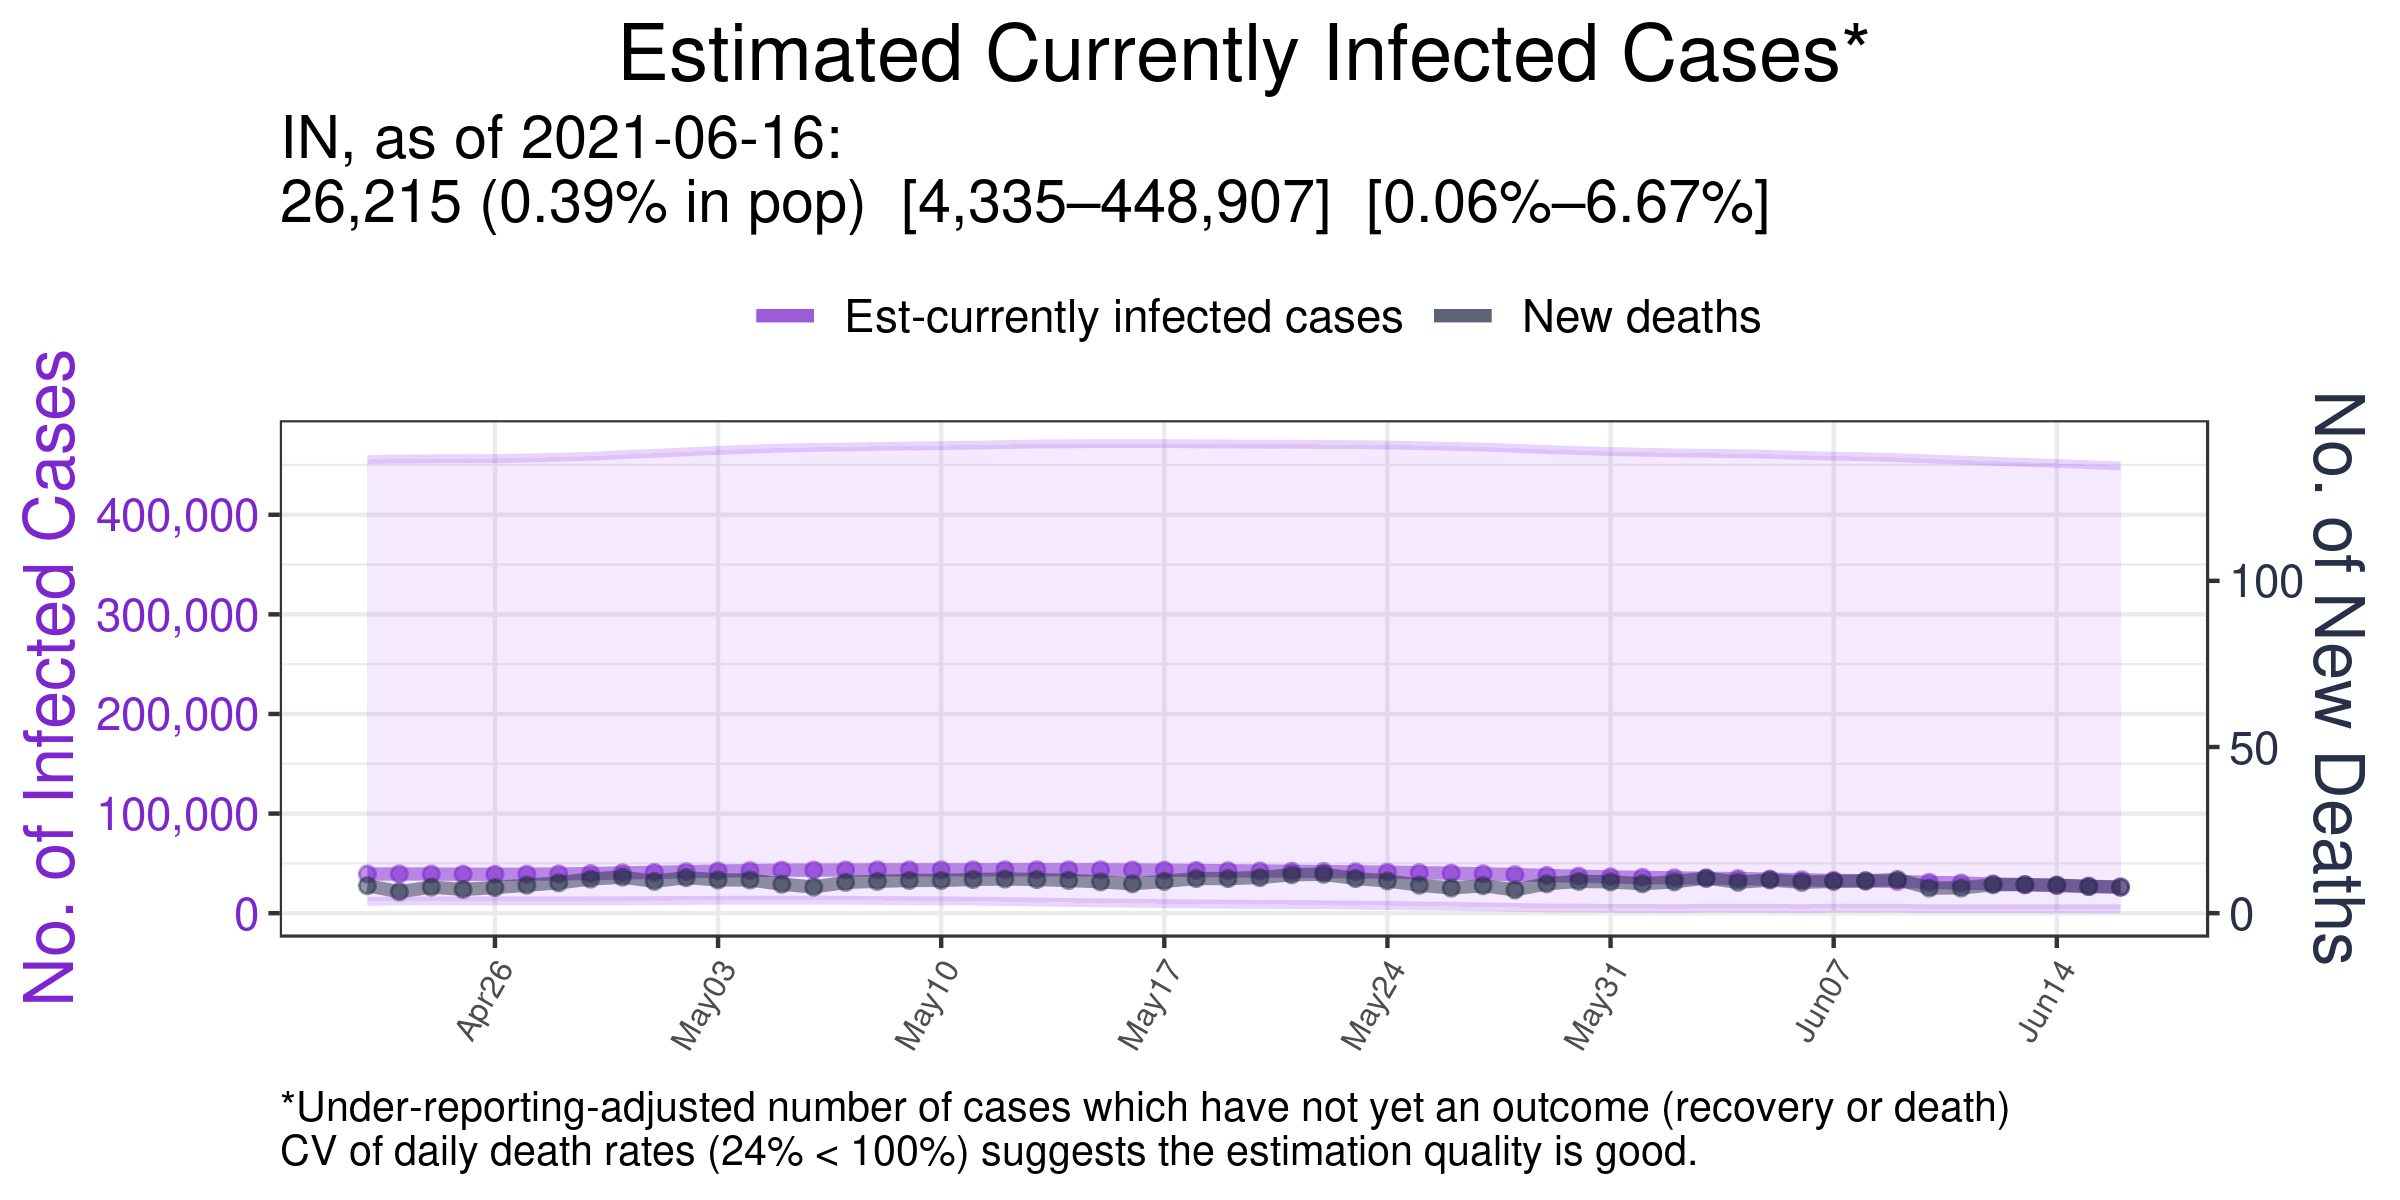 Estimated Currently Infected Cases*
IN, as of 2021-06-16:
26,215 (0.39% in pop)  [4,335–448,907]  [0.06%–6.67%]
Est-currently infected cases
New deaths
No. of Infected Cases
400,000
300,000
200,000
100,000
0
No. of New Deaths
100
50
0
Apr26
May03
May10
May17
May24
May31
Jun07
Jun14
*Under-reporting-adjusted number of cases which have not yet an outcome (recovery or death)
CV of daily death rates (24% < 100%) suggests the estimation quality is good.